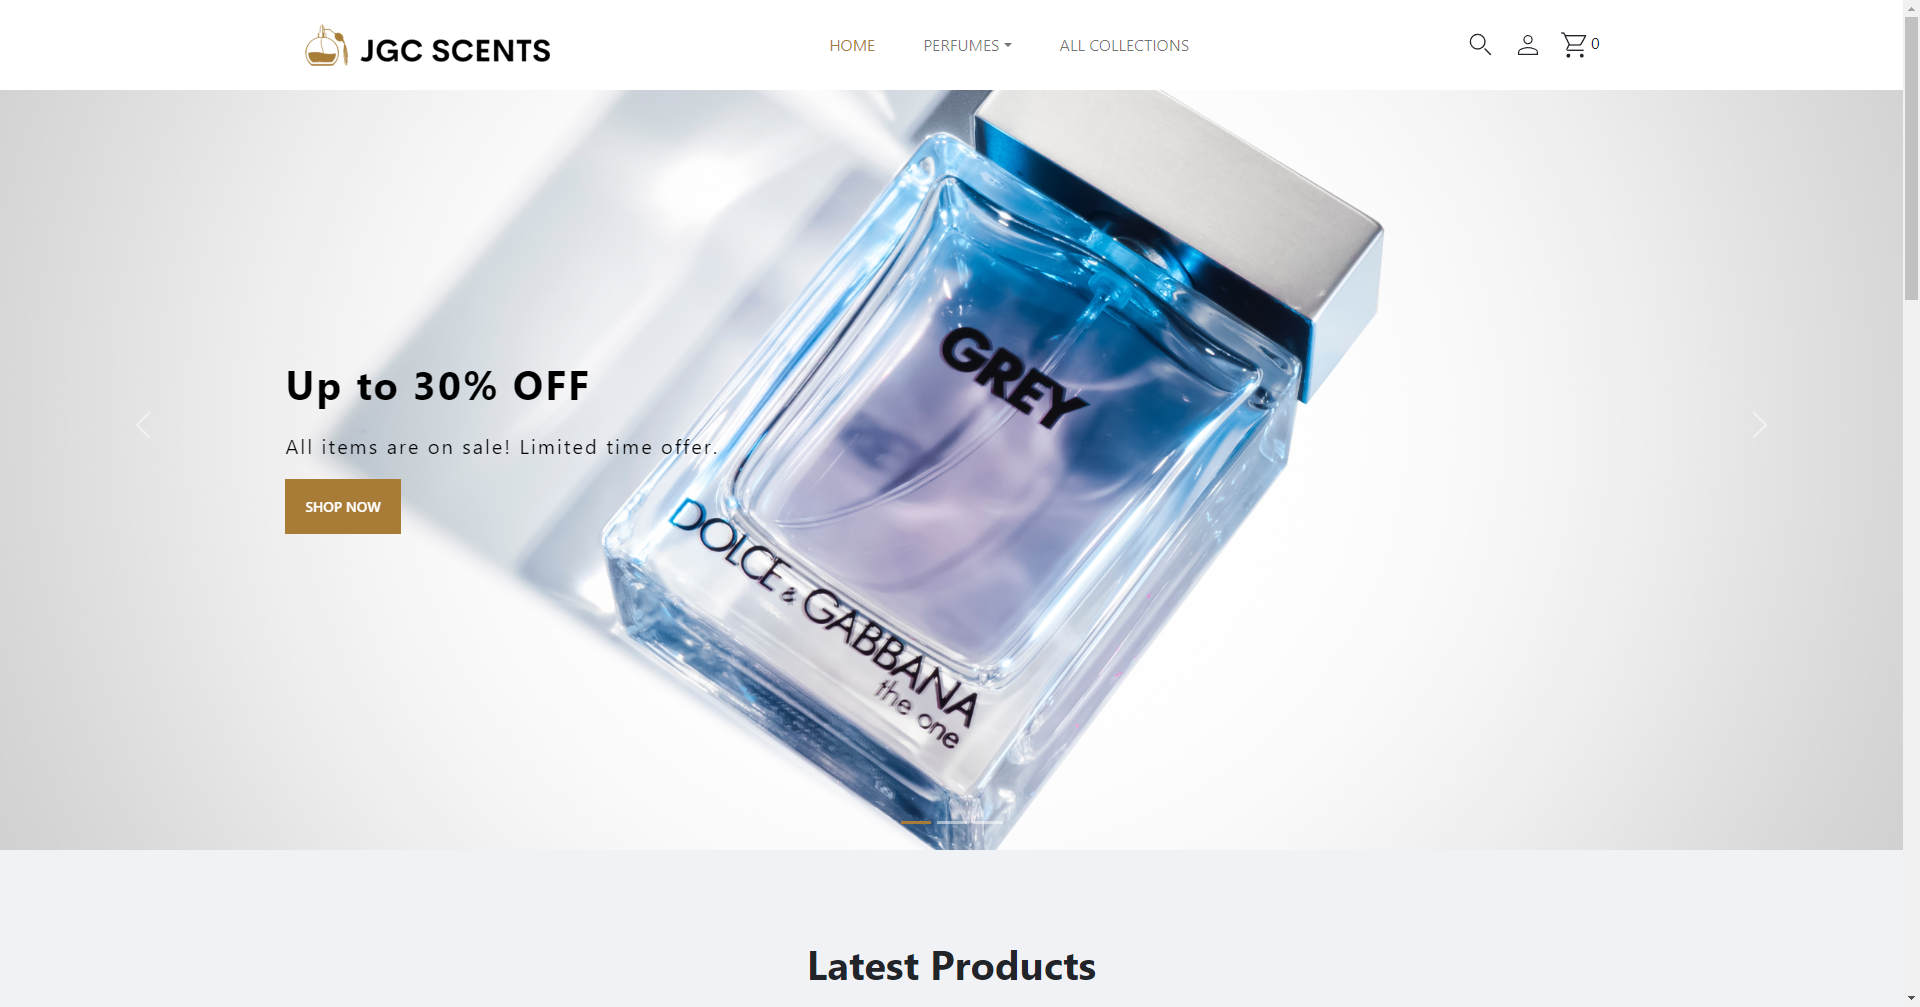 JGC SCENTS
HOME
PERFUMES
ALL COLLECTIONS
0
GREY
Up to 30% OFF
All items are on sale! Limited time offer.
SHOP NOW
DOLCE & GABBANA
the one
Latest Products